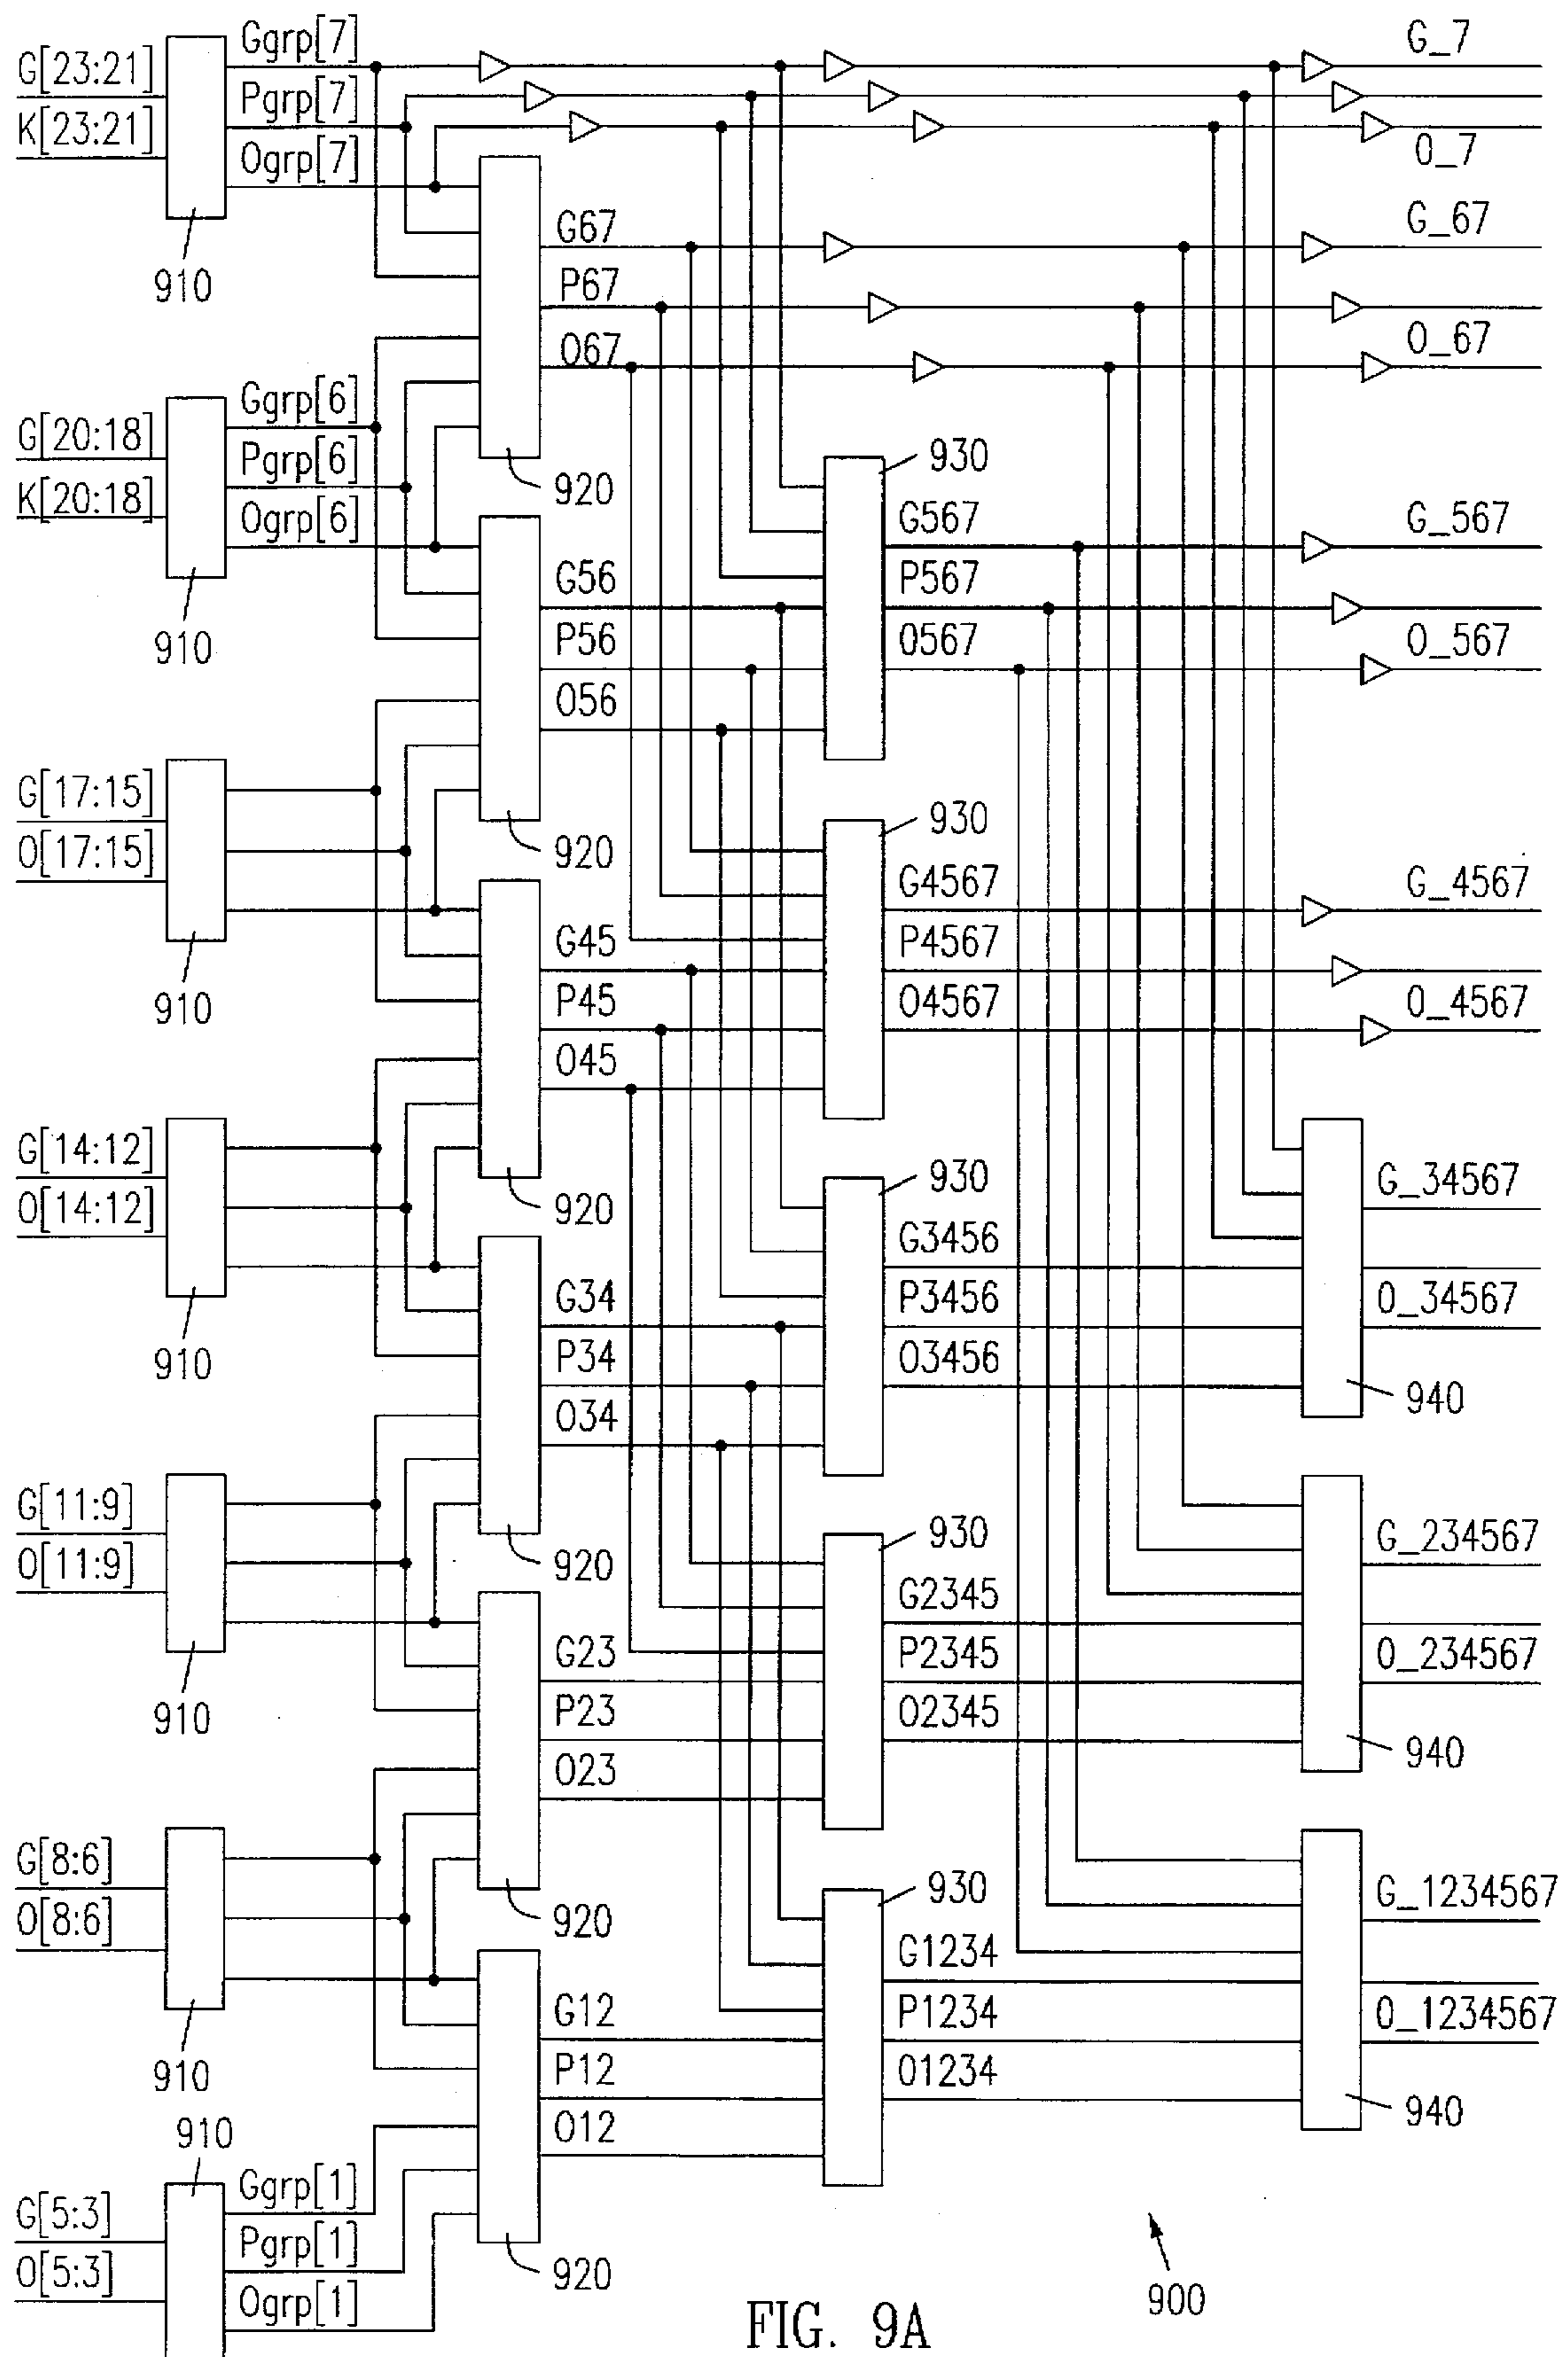 Ggrp[7]
G_7
G[23:21]
Pgrp[7]
K[23:21]
Ogrp[7]
O_7
910
G67
G_67
P67
O67
O_67
Ggrp[6]
G[20:18]
Pgrp[6]
K[20:18]
Ogrp[6]
920
930
G567
G_567
G56
P567
P56
O567
O_567
910
O56
G[17:15]
O[17:15]
920
930
G4567
G_4567
G45
P4567
P45
O4567
O_4567
910
O45
G[14:12]
O[14:12]
920
930
G_34567
G3456
G34
P3456
O_34567
P34
O3456
910
O34
940
G[11:9]
O[11:9]
920
930
G_234567
G2345
G23
P2345
O_234567
P23
O2345
910
O23
940
G[8:6]
O[8:6]
920
930
G_1234567
G1234
G12
P1234
O_1234567
P12
O1234
910
O12
940
910
Ggrp[1]
G[5:3]
Pgrp[1]
O[5:3]
Ogrp[1]
920
900
FIG. 9A